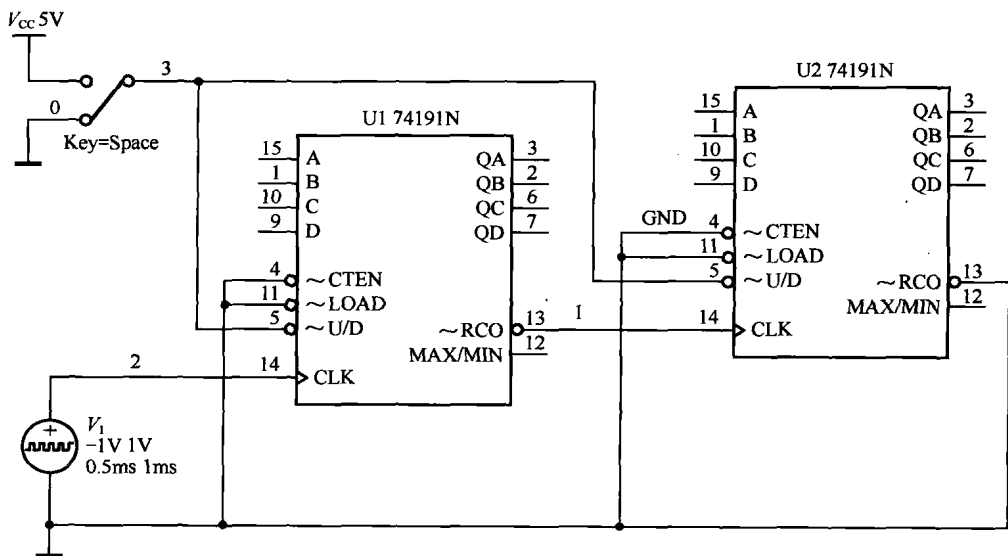 V_CC 5V
3
0
Key=Space
U1 74191N
15 A QA 3
1 B QB 2
10 C QC 6
9 D QD 7
4 ~CTEN
11 ~LOAD
5 ~U/D
~RCO 13
MAX/MIN 12
14 CLK
1
2
V_1
−1V 1V
0.5ms 1ms
U2 74191N
15 A QA 3
1 B QB 2
10 C QC 6
9 D QD 7
GND
4 ~CTEN
11 ~LOAD
5 ~U/D
~RCO 13
MAX/MIN 12
14 CLK